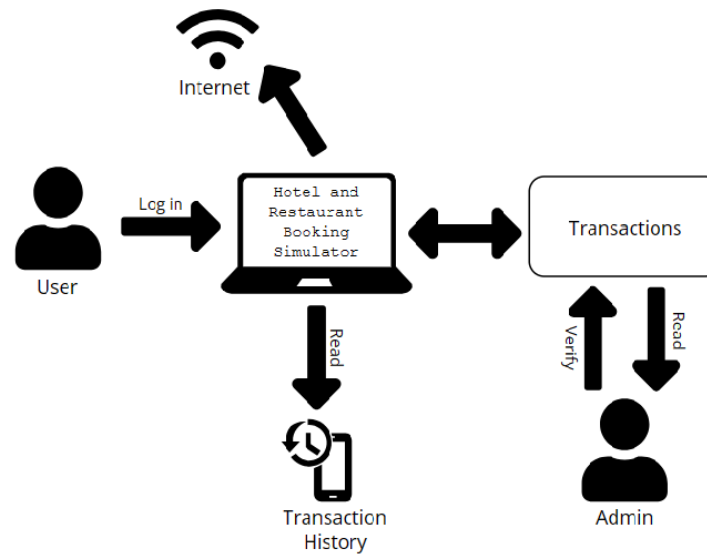 Internet
Hotel and
Restaurant
Booking
Simulator
Log in
User
Transactions
Read
Verify
Read
Transaction
History
Admin